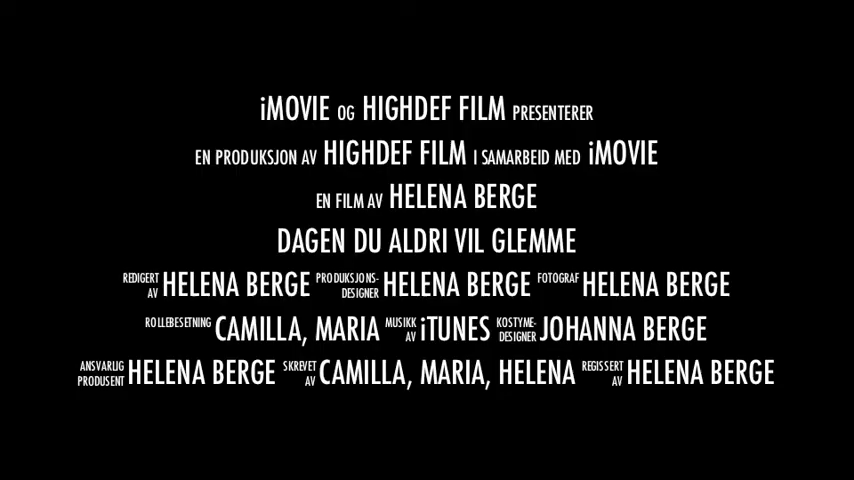 iMOVIE OG HIGHDEF FILM PRESENTERER
EN PRODUKSJON AV HIGHDEF FILM I SAMARBEID MED iMOVIE
EN FILM AV HELENA BERGE
DAGEN DU ALDRI VIL GLEMME
REDIGERT AV HELENA BERGE PRODUKSJONS-DESIGNER HELENA BERGE FOTOGRAF HELENA BERGE
ROLLEBESETNING CAMILLA, MARIA MUSIKK AV iTUNES KOSTYME-DESIGNER JOHANNA BERGE
ANSVARLIG PRODUSENT HELENA BERGE SKREVET AV CAMILLA, MARIA, HELENA REGISSERT AV HELENA BERGE